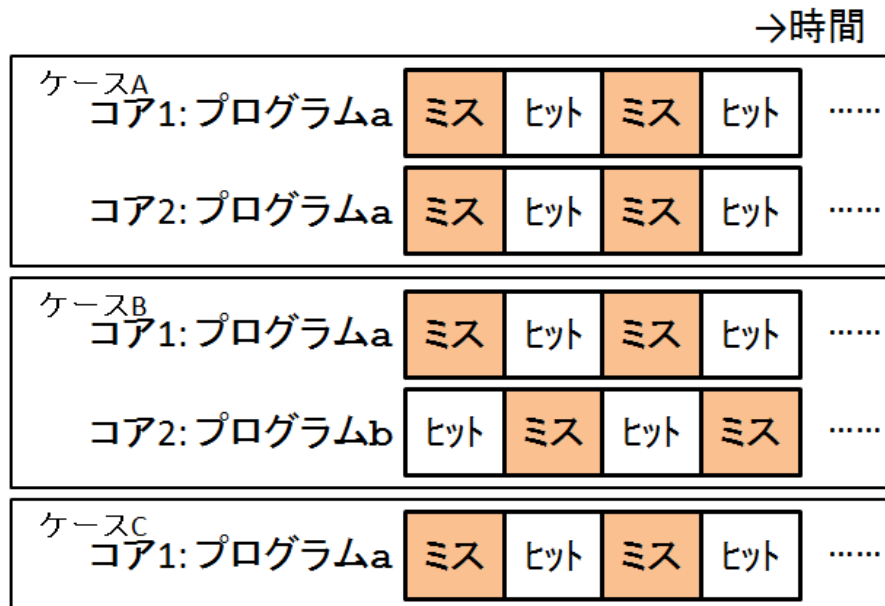 →時間
ケースA
コア1:プログラムa ミス ヒット ミス ヒット ……
コア2:プログラムa ミス ヒット ミス ヒット ……
ケースB
コア1:プログラムa ミス ヒット ミス ヒット ……
コア2:プログラムb ヒット ミス ヒット ミス ……
ケースC
コア1:プログラムa ミス ヒット ミス ヒット ……